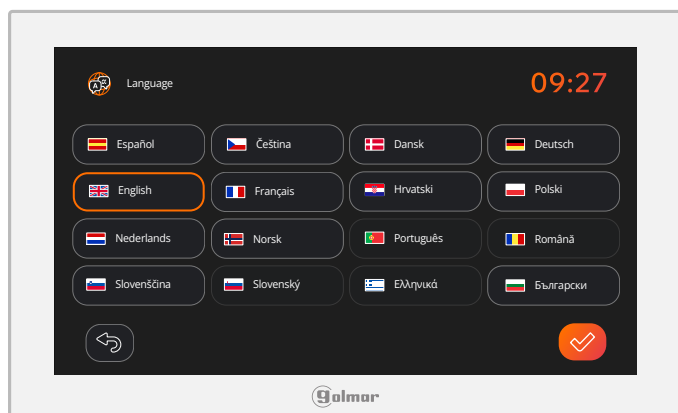 Language
09:27
Español
Čeština
Dansk
Deutsch
English
Français
Hrvatski
Polski
Nederlands
Norsk
Português
Română
Slovenščina
Slovenský
Ελληνικά
Български
golmar